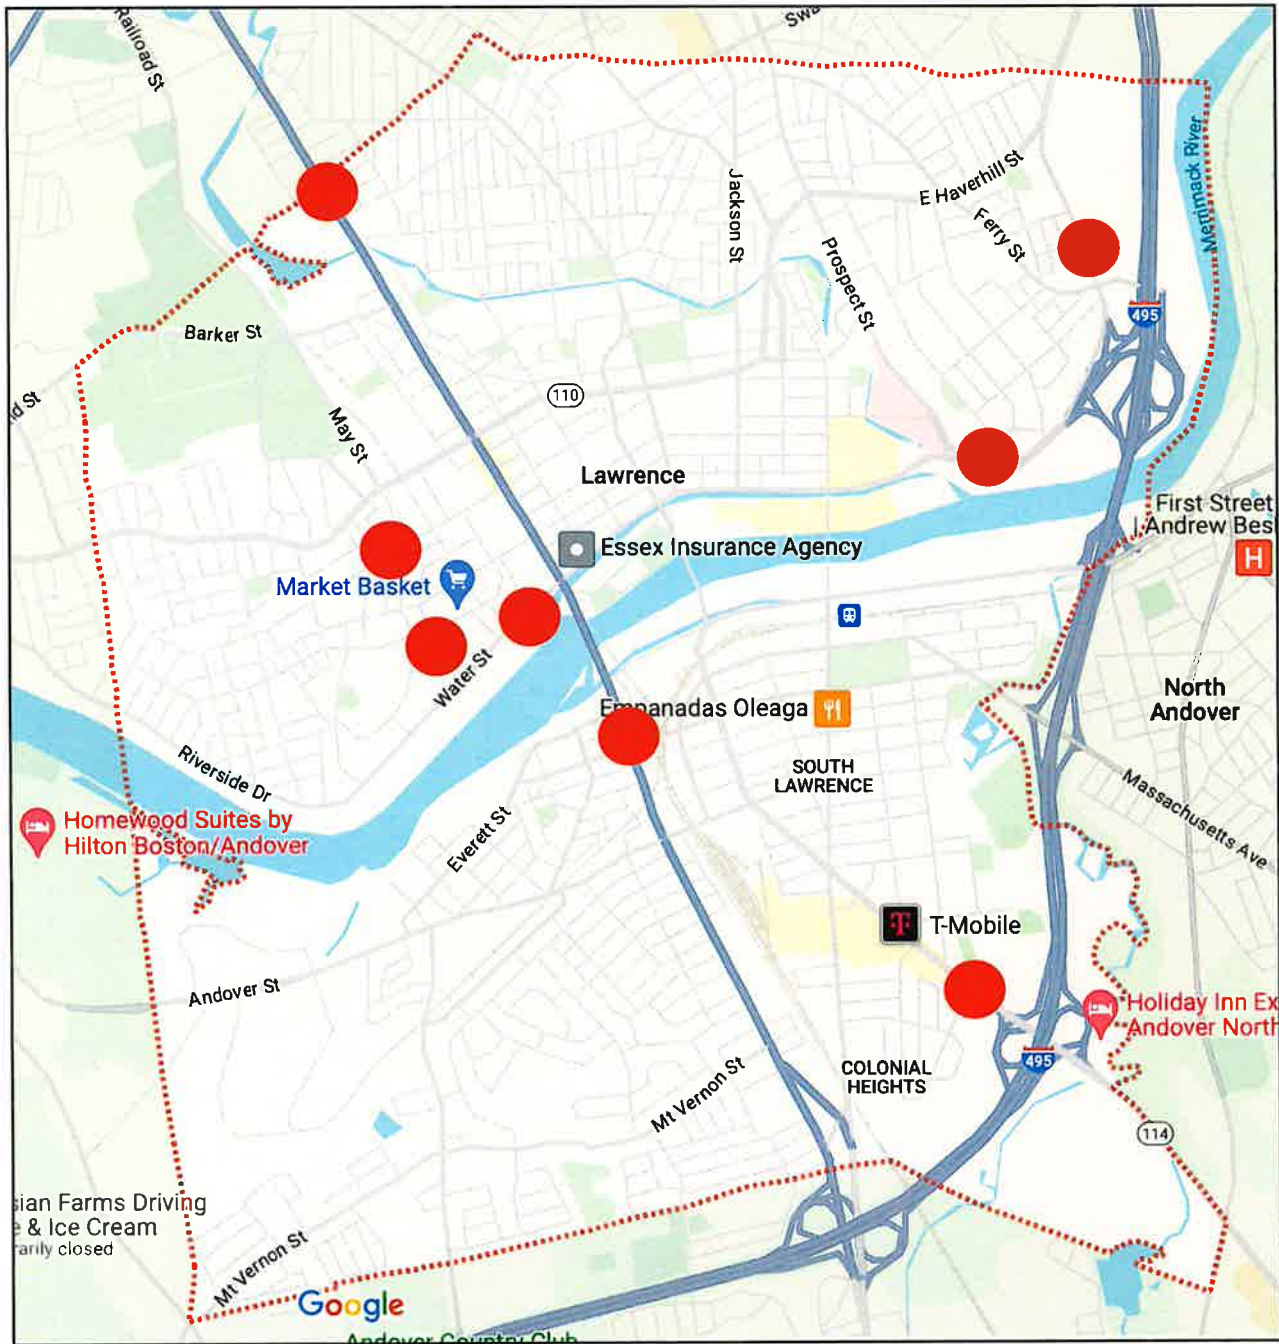 Railroad St
Swa
Merrimack River
Jackson St
E Haverhill St
Ferry St
Prospect St
495
Barker St
nd St
110
May St
Lawrence
First Street
Andrew Bes
H
Essex Insurance Agency
Market Basket
Water St
Empanadas Oleaga
North
Andover
SOUTH
LAWRENCE
Riverside Dr
Massachusetts Ave
Homewood Suites by
Hilton Boston/Andover
Everett St
T
T-Mobile
Andover St
Holiday Inn Ex
Andover North
495
COLONIAL
HEIGHTS
Mt Vernon St
114
sian Farms Driving
e & Ice Cream
rarily closed
Mt Vernon St
Google
Andover Country Club